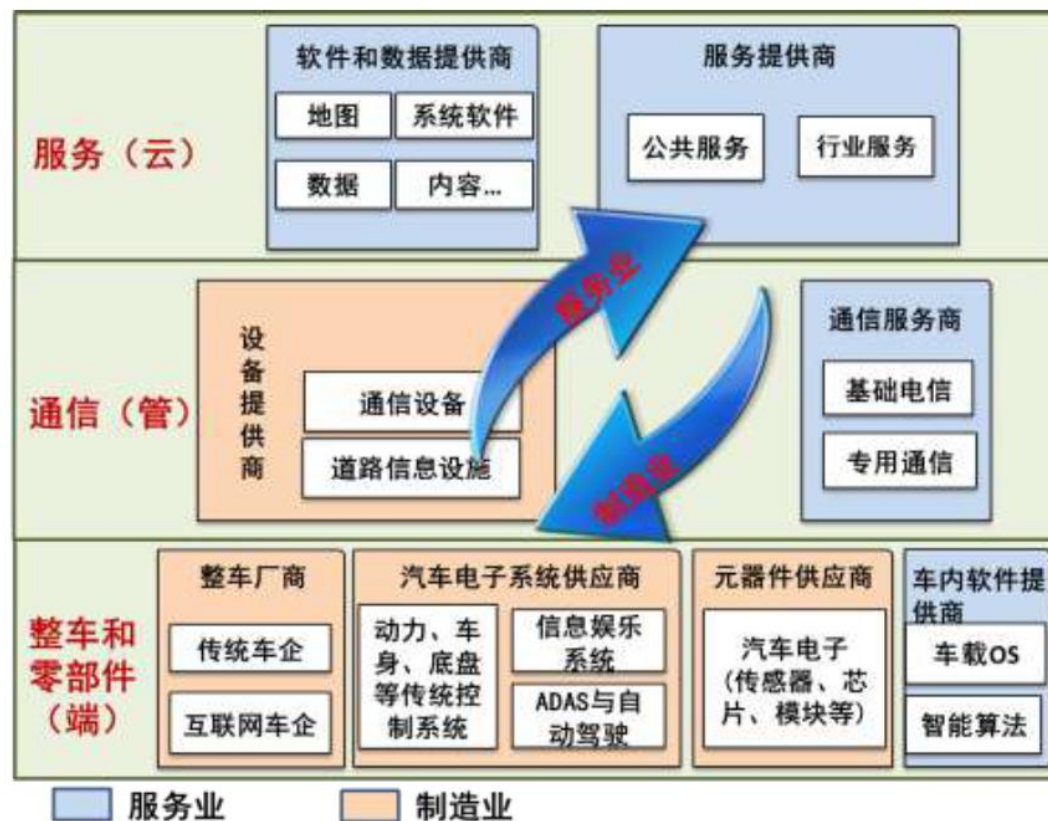 软件和数据提供商
地图
系统软件
数据
内容...
服务提供商
公共服务
行业服务
服务（云）
服务业
设备提供商
通信设备
道路信息设施
通信（管）
制造业
通信服务商
基础电信
专用通信
整车和
零部件
（端）
整车厂商
传统车企
互联网车企
汽车电子系统供应商
动力、车
身、底盘
等传统控
制系统
信息娱乐
系统
ADAS与自
动驾驶
元器件供应商
汽车电子
（传感器、芯
片、模块等）
车内软件提
供商
车载OS
智能算法
服务业
制造业